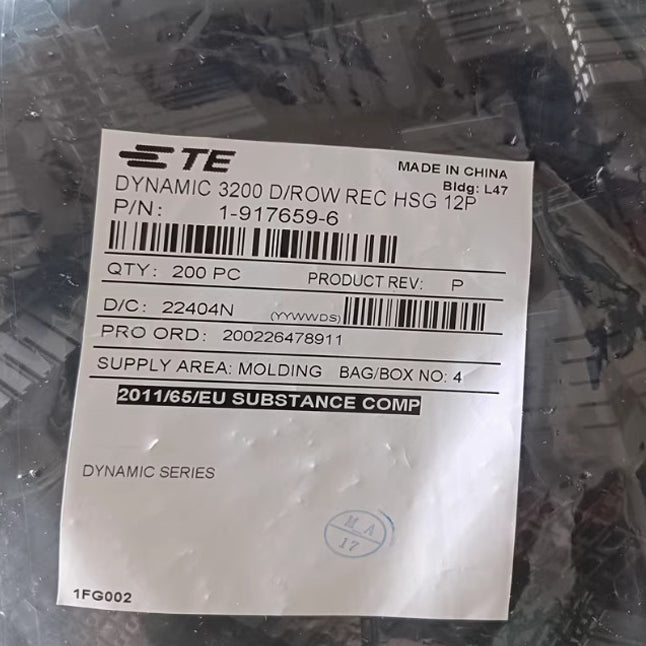 TE
MADE IN CHINA
Bldg: L47
DYNAMIC 3200 D/ROW REC HSG 12P
P/N: 1-917659-6
QTY: 200 PC PRODUCT REV: P
D/C: 22404N (YYWWDS)
PRO ORD: 200226478911
SUPPLY AREA: MOLDING BAG/BOX NO: 4
2011/65/EU SUBSTANCE COMP
DYNAMIC SERIES
M_A
17
1FG002